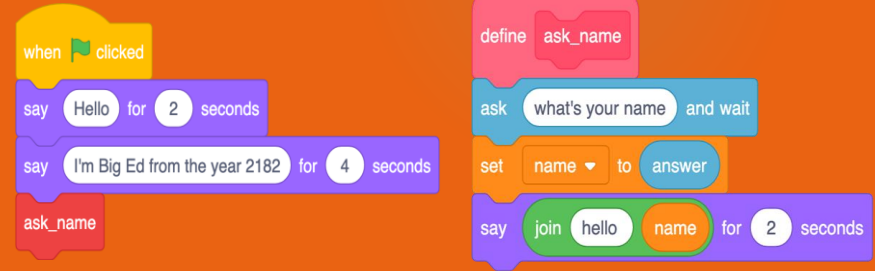 when clicked
say Hello for 2 seconds
say I'm Big Ed from the year 2182 for 4 seconds
ask_name
define ask_name
ask what's your name and wait
set name to answer
say join hello name for 2 seconds